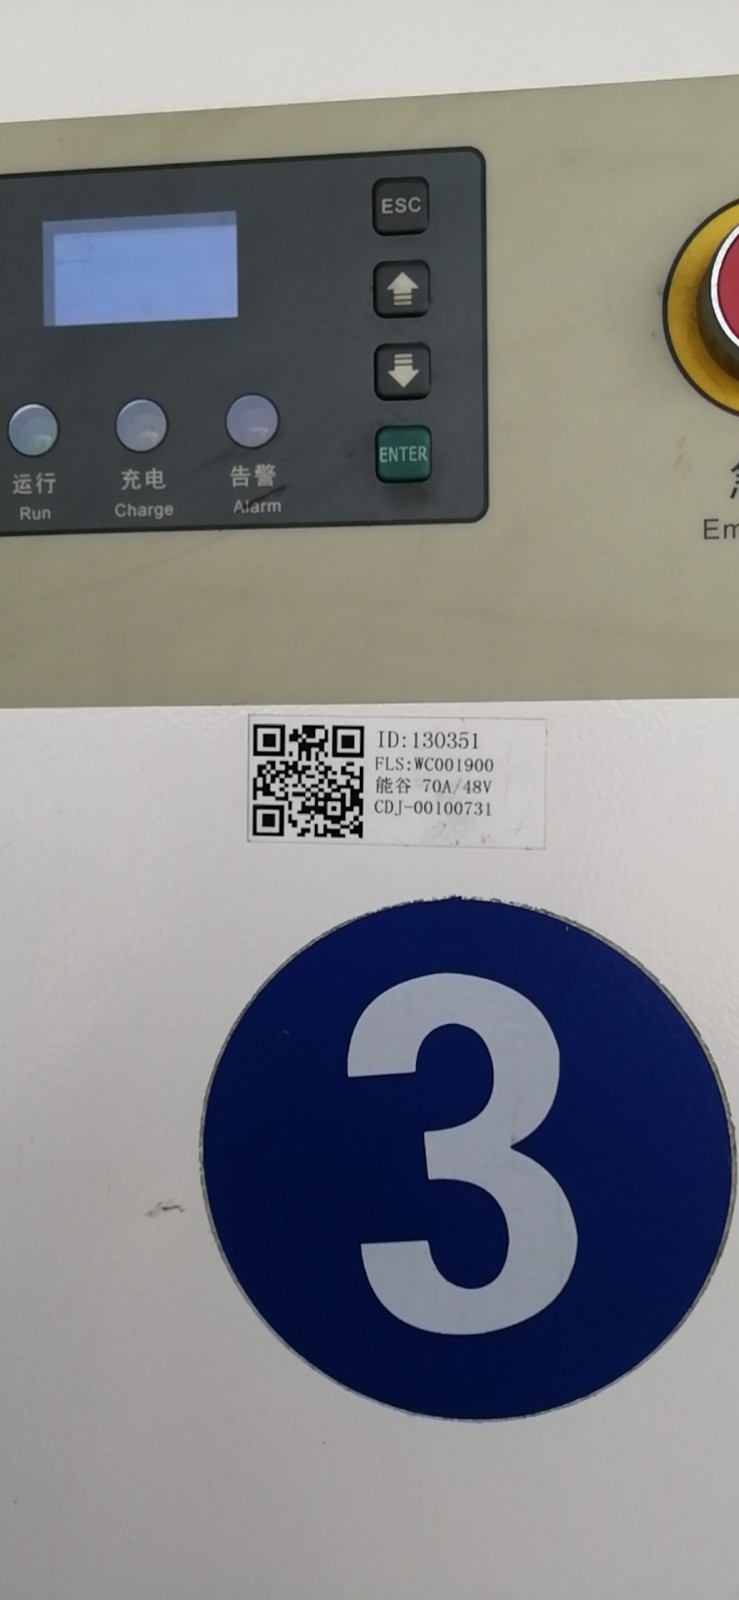 ESC
ENTER
运行
充电
告警
Run
Charge
Alarm
ID:130351
FLS:WC001900
能谷 70A/48V
CDJ-00100731
3